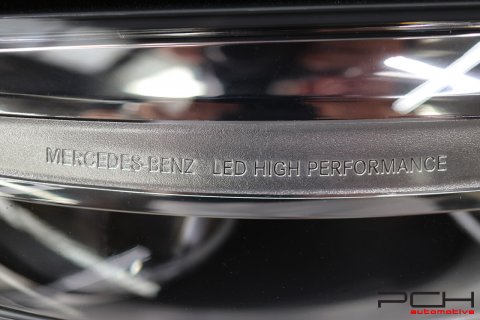 MERCEDES-BENZ LED HIGH PERFORMANCE
PCH
automotive